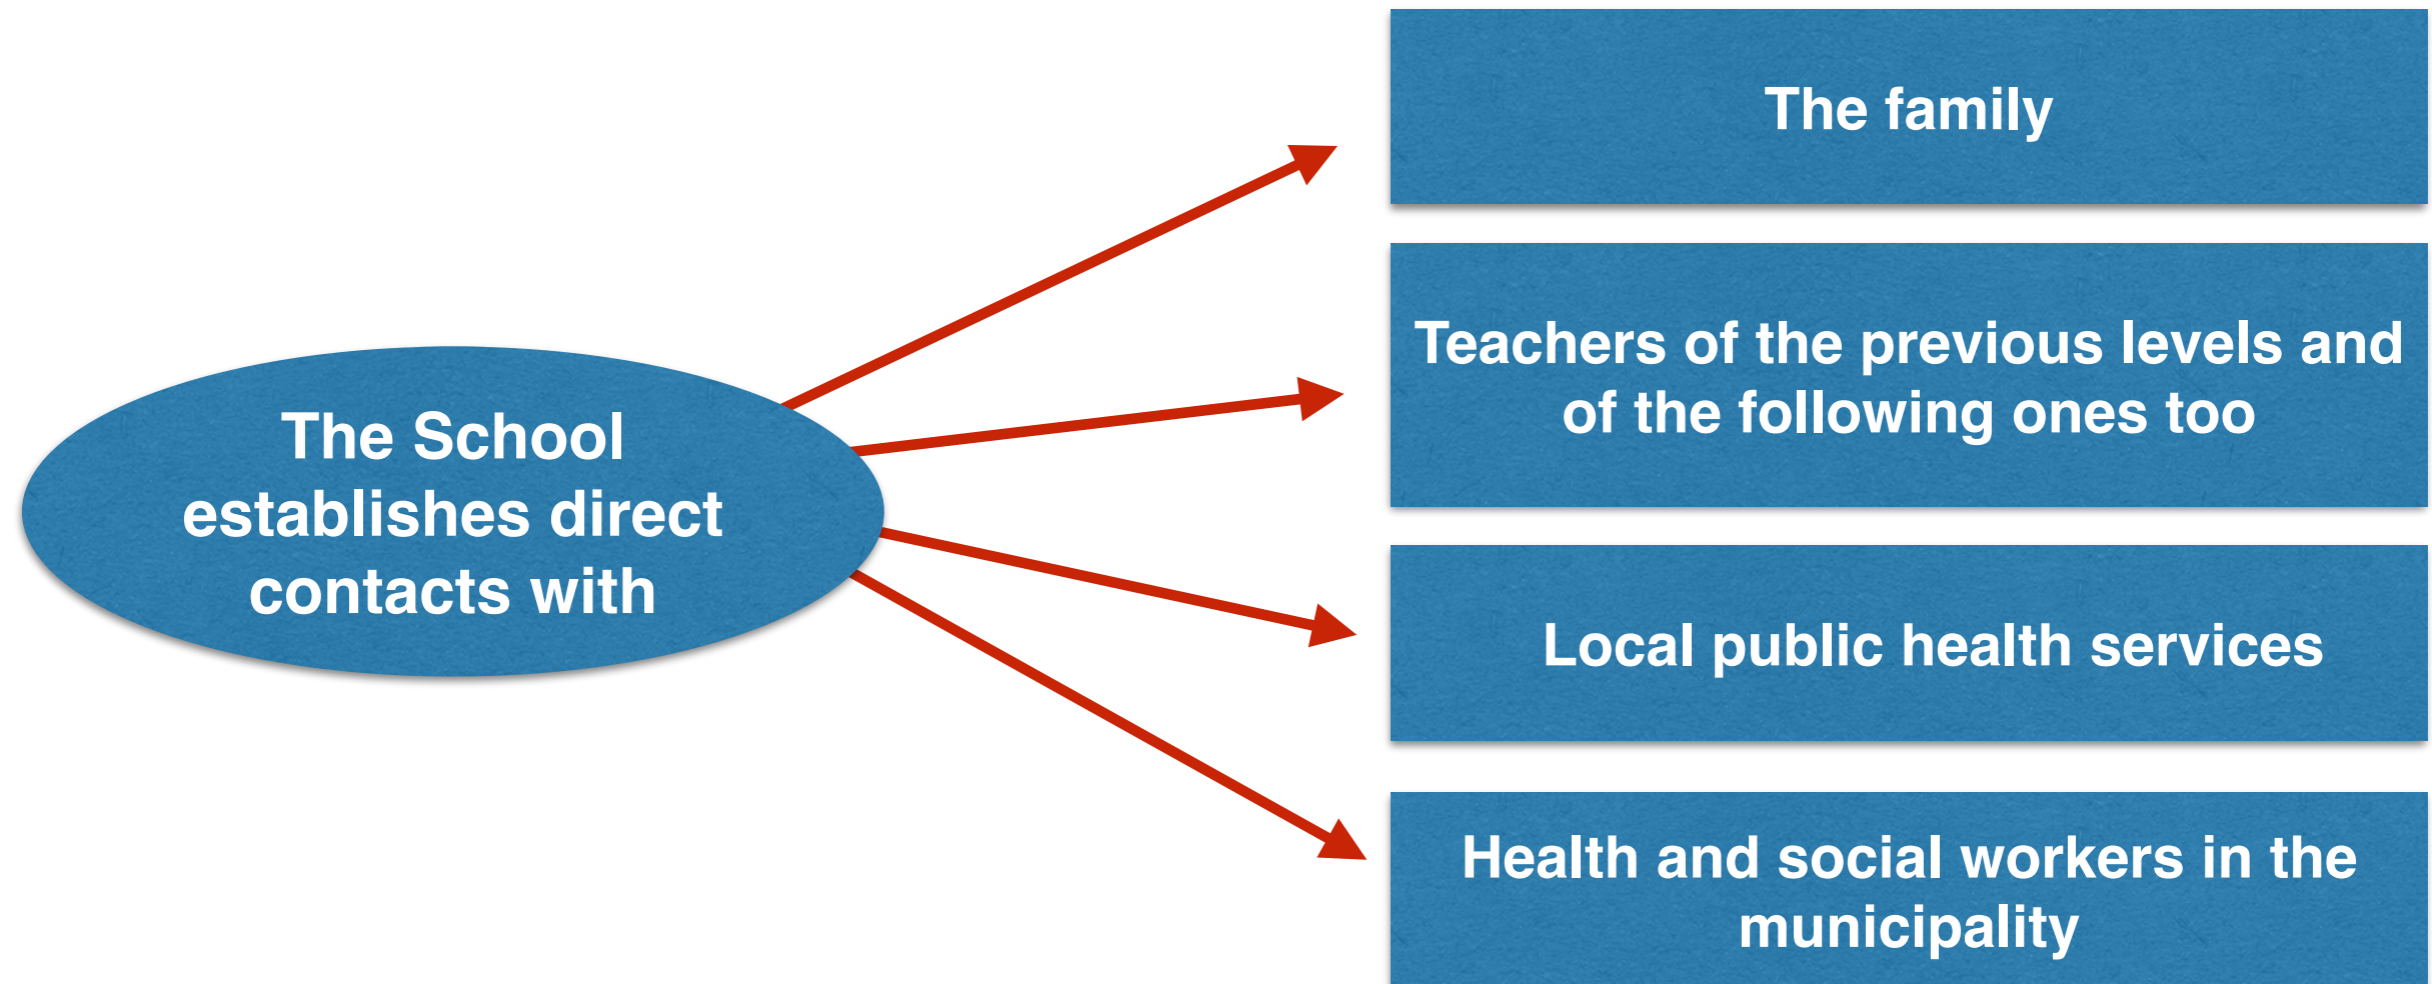 The School
establishes direct
contacts with
The family
Teachers of the previous levels and
of the following ones too
Local public health services
Health and social workers in the
municipality